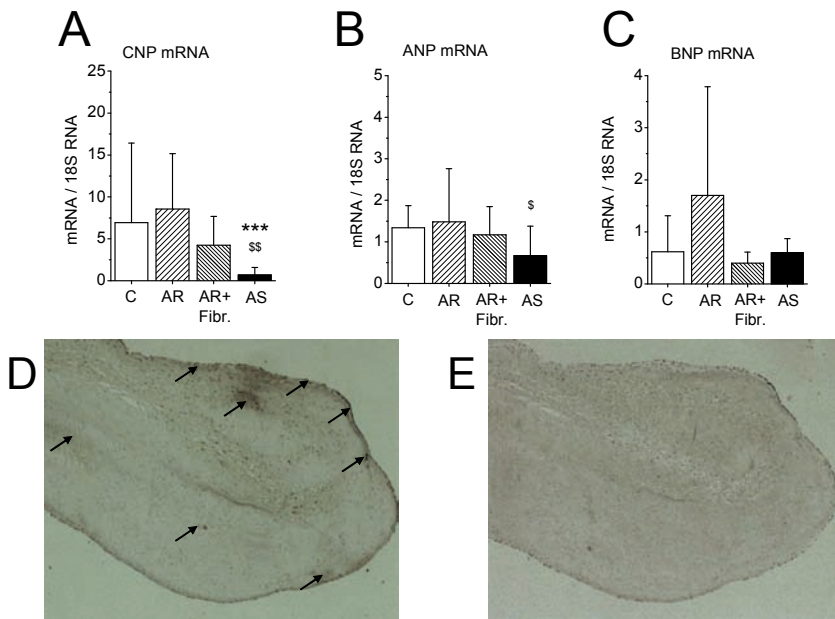 A
CNP mRNA
mRNA / 18S RNA
25
20
15
10
5
0
***
$$
C AR AR+ AS
Fibr.
B
ANP mRNA
mRNA / 18S RNA
5
4
3
2
1
0
$
C AR AR+ AS
Fibr.
C
BNP mRNA
mRNA / 18S RNA
4
3
2
1
0
C AR AR+ AS
Fibr.
D
E